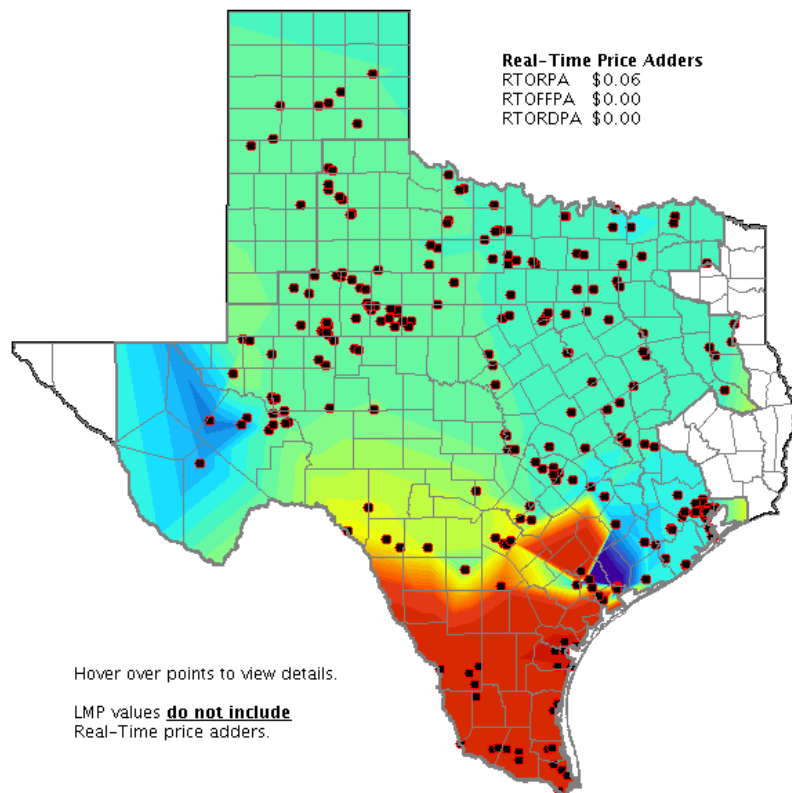 Real-Time Price Adders
RTORPA $0.06
RTOFFPA $0.00
RTORDPA $0.00
Hover over points to view details.
LMP values do not include
Real-Time price adders.